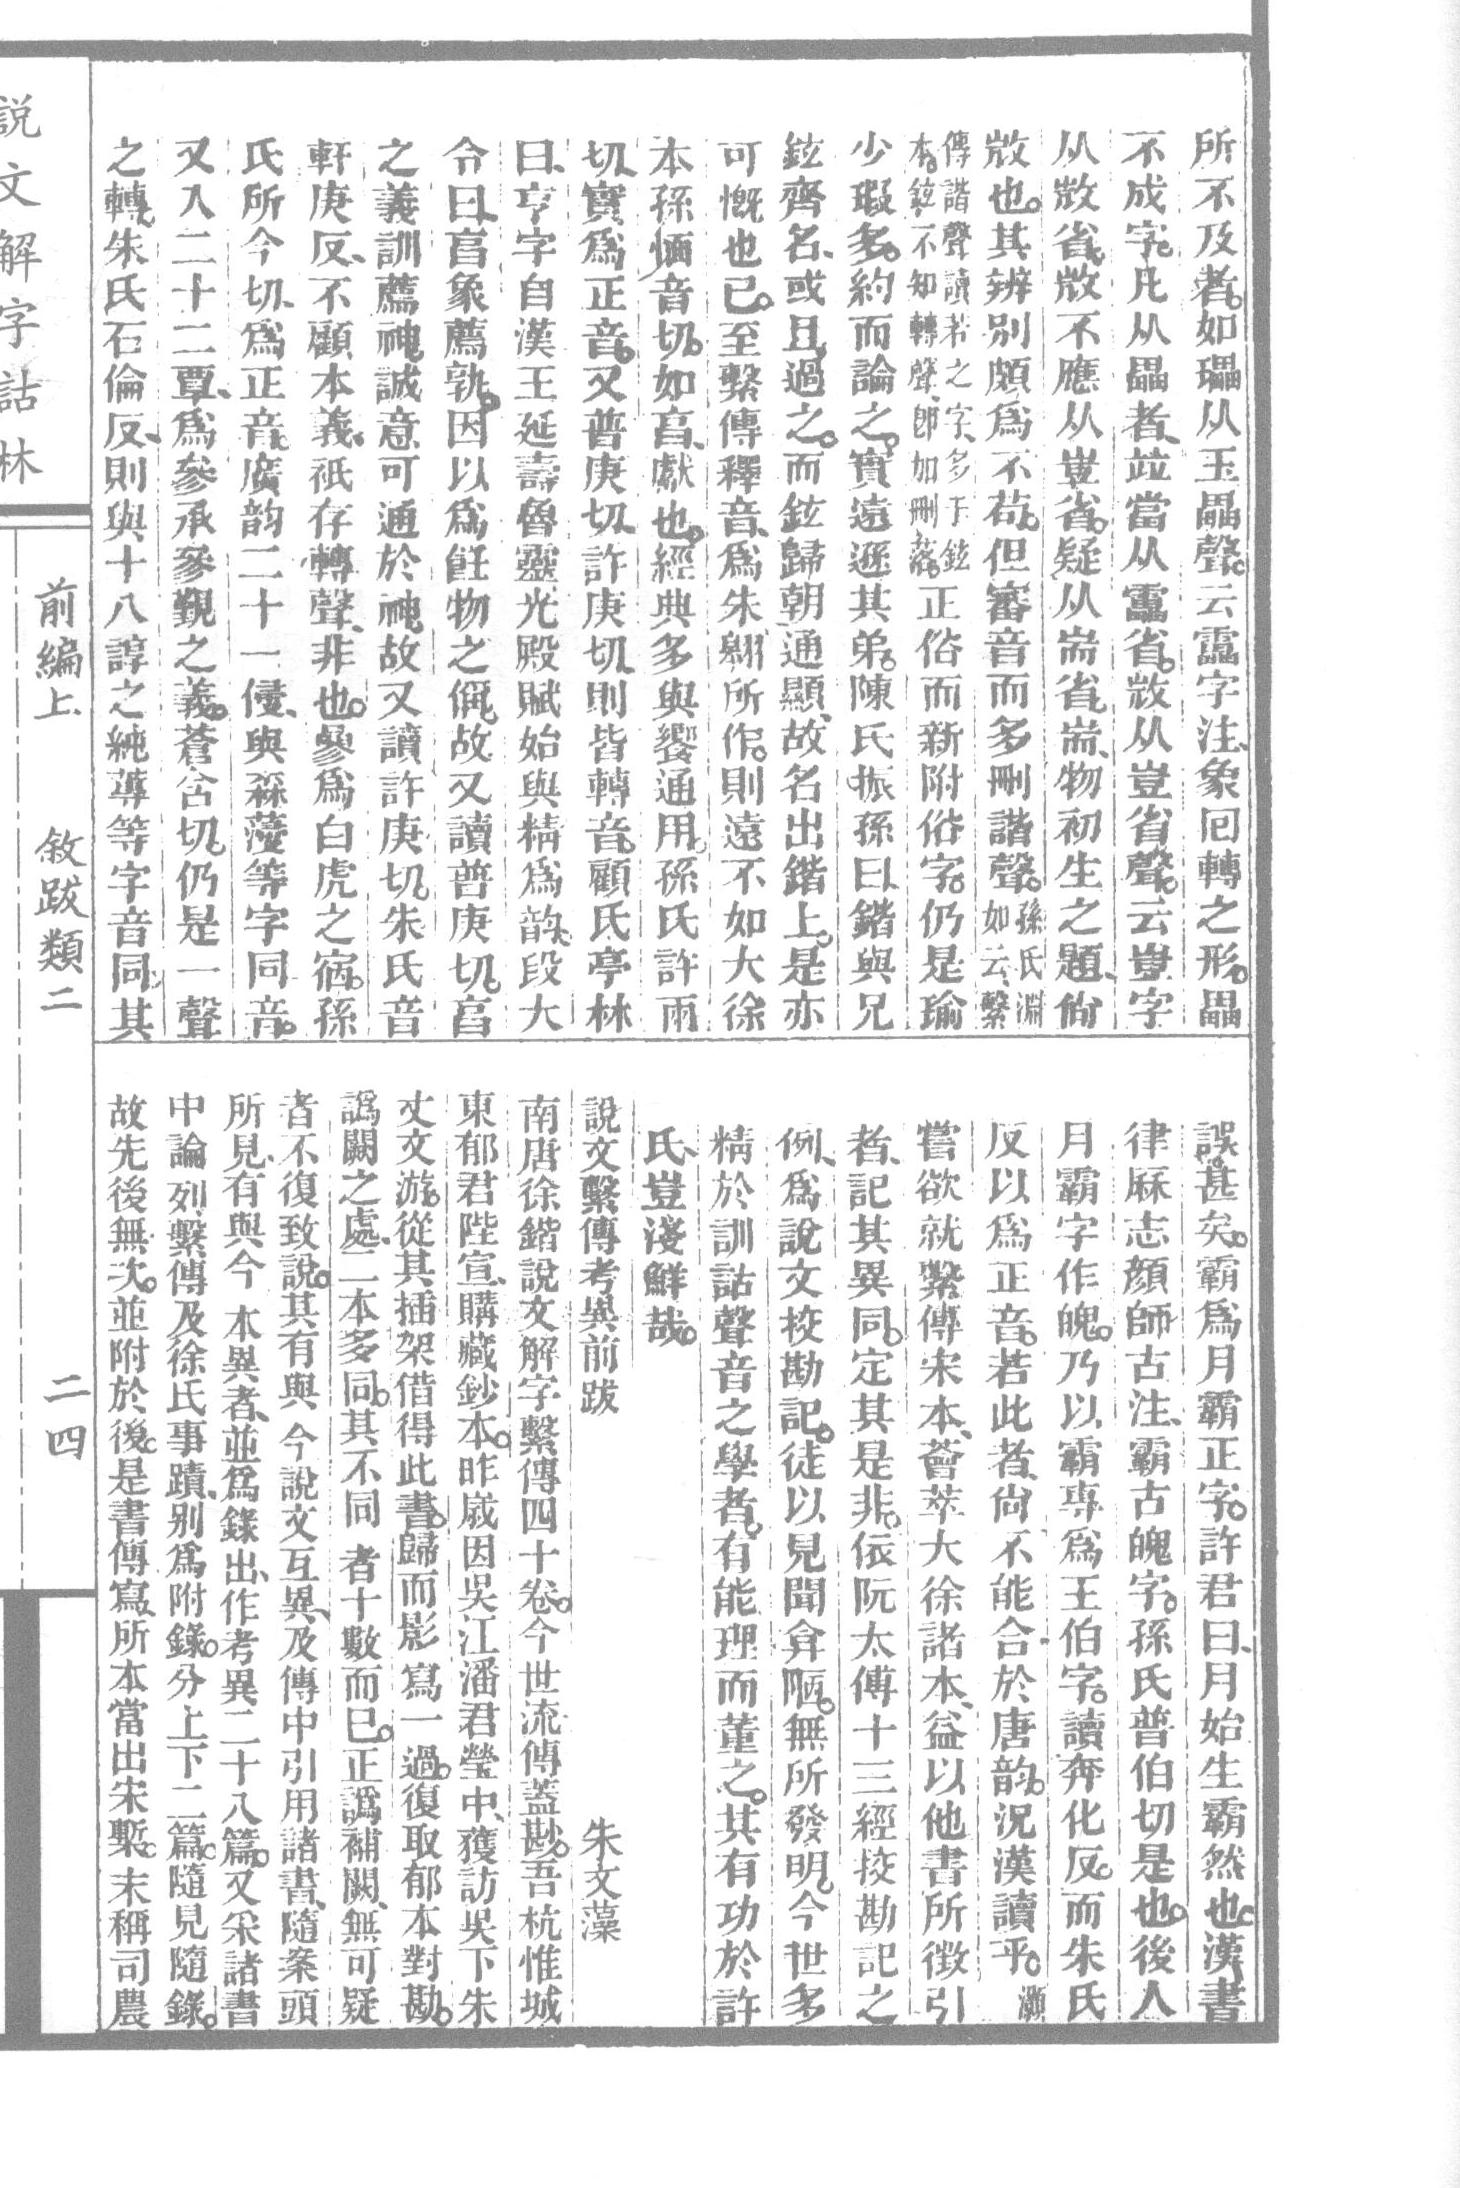 所不及者。如瓃从玉畾聲。云靁字注、象回轉之形。畾
不成字。凡从畾者、竝當从靁省。㪚从豈省聲。云豈字
从㪚省、㪚不應从豈省。疑从耑省、耑、物初生之題、尙
㪚也。其辨別頗爲不苟。但審音而多刪諧聲。如云、繫孫氏淵
傳諧聲讀若之字、多于鉉
本。鉉不知轉聲、卽加刪落。正俗而新附俗字。仍是瑜
少瑕多。約而論之。實遠遜其弟。陳氏振孫曰、鍇與兄
鉉齊名、或且過之。而鉉歸朝通顯、故名出鍇上。是亦
可慨也已。至繫傳釋音、爲朱翱所作。則遠不如大徐
本孫愐音切。如亯、獻也。經典多與饗通用。孫氏許兩
切、實爲正音。又普庚切、許庚切、則皆轉音。顧氏亭林
曰、亨字自漢王延壽魯靈光殿賦始與精爲韵。段大
令曰、亯象薦孰。因以爲飪物之偁。故又讀普庚切。亯
之義訓薦神。誠意可通於神。故又讀許庚切。朱氏音
軒庚反、不顧本義、祇存轉聲、非也。參爲白虎之宿。孫
氏所今切、爲正音。廣韵二十一侵、與森蓡等字同音。
又入二十二覃、爲參承參覲之義。蒼含切。仍是一聲
之轉。朱氏石倫反、則與十八諄之純蓴等字音同。其
誤甚矣。霸爲月霸正字。許君曰、月始生霸然也。漢書
律厤志顏師古注、霸古魄字。孫氏普伯切是也。後人
月霸字作魄。乃以霸專爲王伯字。讀奔化反。而朱氏
反以爲正音。若此者、尙不能合於唐韵。況漢讀乎。灝
嘗欲就繫傳宋本、薈萃大徐諸本、益以他書所徵引
者、記其異同。定其是非。依阮太傅十三經挍勘記之
例、爲說文挍勘記。徒以見聞弇陋。無所發明。今世多
精於訓詁聲音之學者。有能理而董之。其有功於許
氏、豈淺鮮哉。
說文繫傳考異前跋
朱文藻
南唐徐鍇說文解字繫傳四十卷。今世流傳蓋尠。吾杭惟城
東郁君陛宣、購藏鈔本。昨歲因吳江潘君瑩中、獲訪吳下朱
丈文游。從其插架借得此書。歸而影寫一過。復取郁本對勘。
譌闕之處、二本多同。其不同者十數而已。正譌補闕、無可疑
者不復致說。其有與今說文互異、及傳中引用諸書、隨案頭
所見、有與今本異者、並爲錄出、作考異二十八篇。又采諸書
中論列繫傳及徐氏事蹟、别爲附錄。分上下二篇。隨見隨錄。
故先後無次。並附於後。是書傳寫、所本當出宋槧。末稱司農
說文解字詁林
前編上
敘跋類二
二四